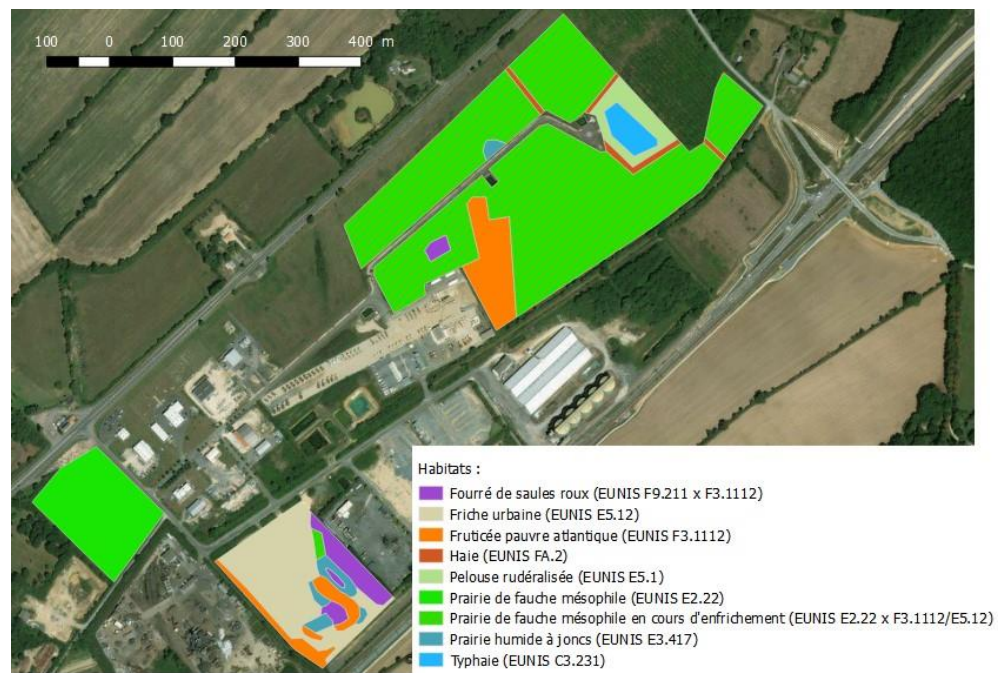 100 0 100 200 300 400 m
Habitats :
Fourré de saules roux (EUNIS F9.211 x F3.1112)
Friche urbaine (EUNIS E5.12)
Fruticée pauvre atlantique (EUNIS F3.1112)
Haie (EUNIS FA.2)
Pelouse rudéralisée (EUNIS E5.1)
Prairie de fauche mésophile (EUNIS E2.22)
Prairie de fauche mésophile en cours d'enfrichement (EUNIS E2.22 x F3.1112/E5.12)
Prairie humide à joncs (EUNIS E3.417)
Typhaie (EUNIS C3.231)